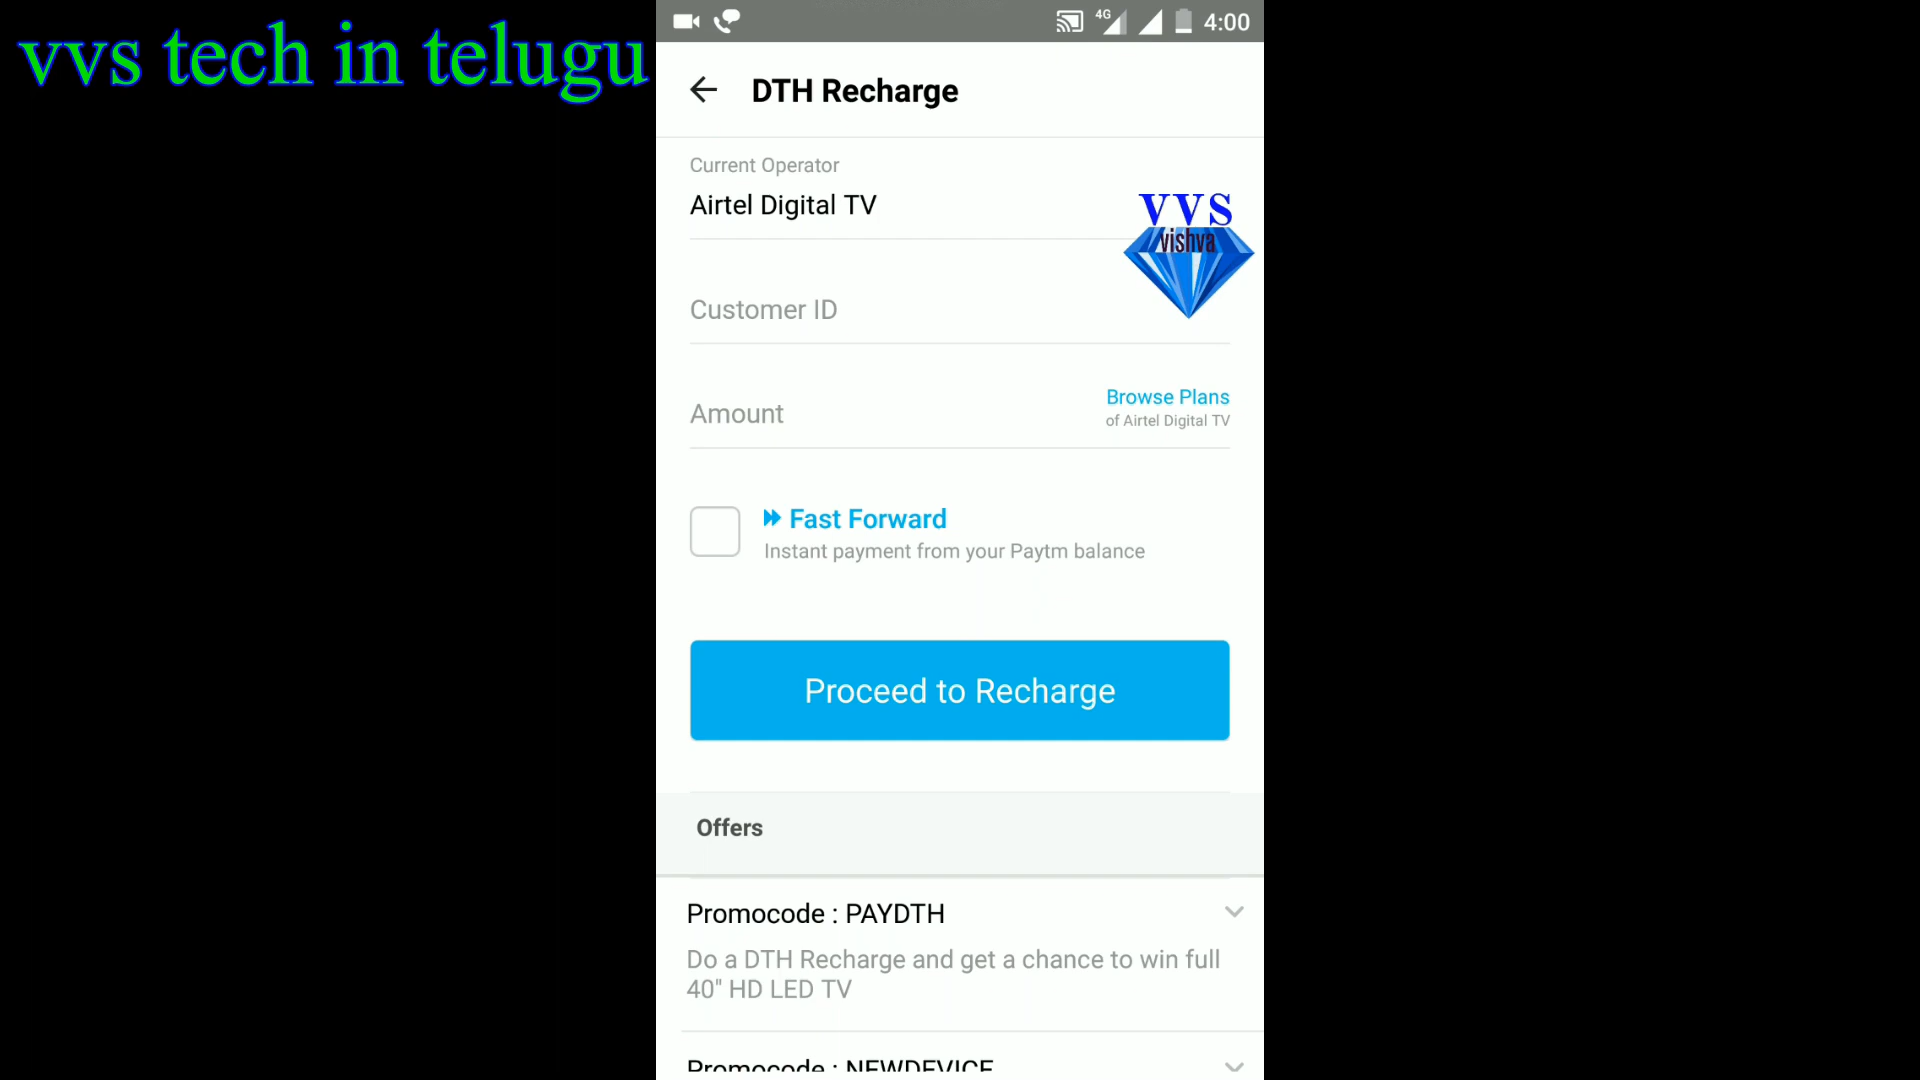 vvs tech in telugu
4G 4:00
DTH Recharge
Current Operator
Airtel Digital TV
VVS
vishva
Customer ID
Browse Plans
Amount
of Airtel Digital TV
Fast Forward
Instant payment from your Paytm balance
Proceed to Recharge
Offers
Promocode : PAYDTH
Do a DTH Recharge and get a chance to win full
40" HD LED TV
Promocode : NEWDEVICE